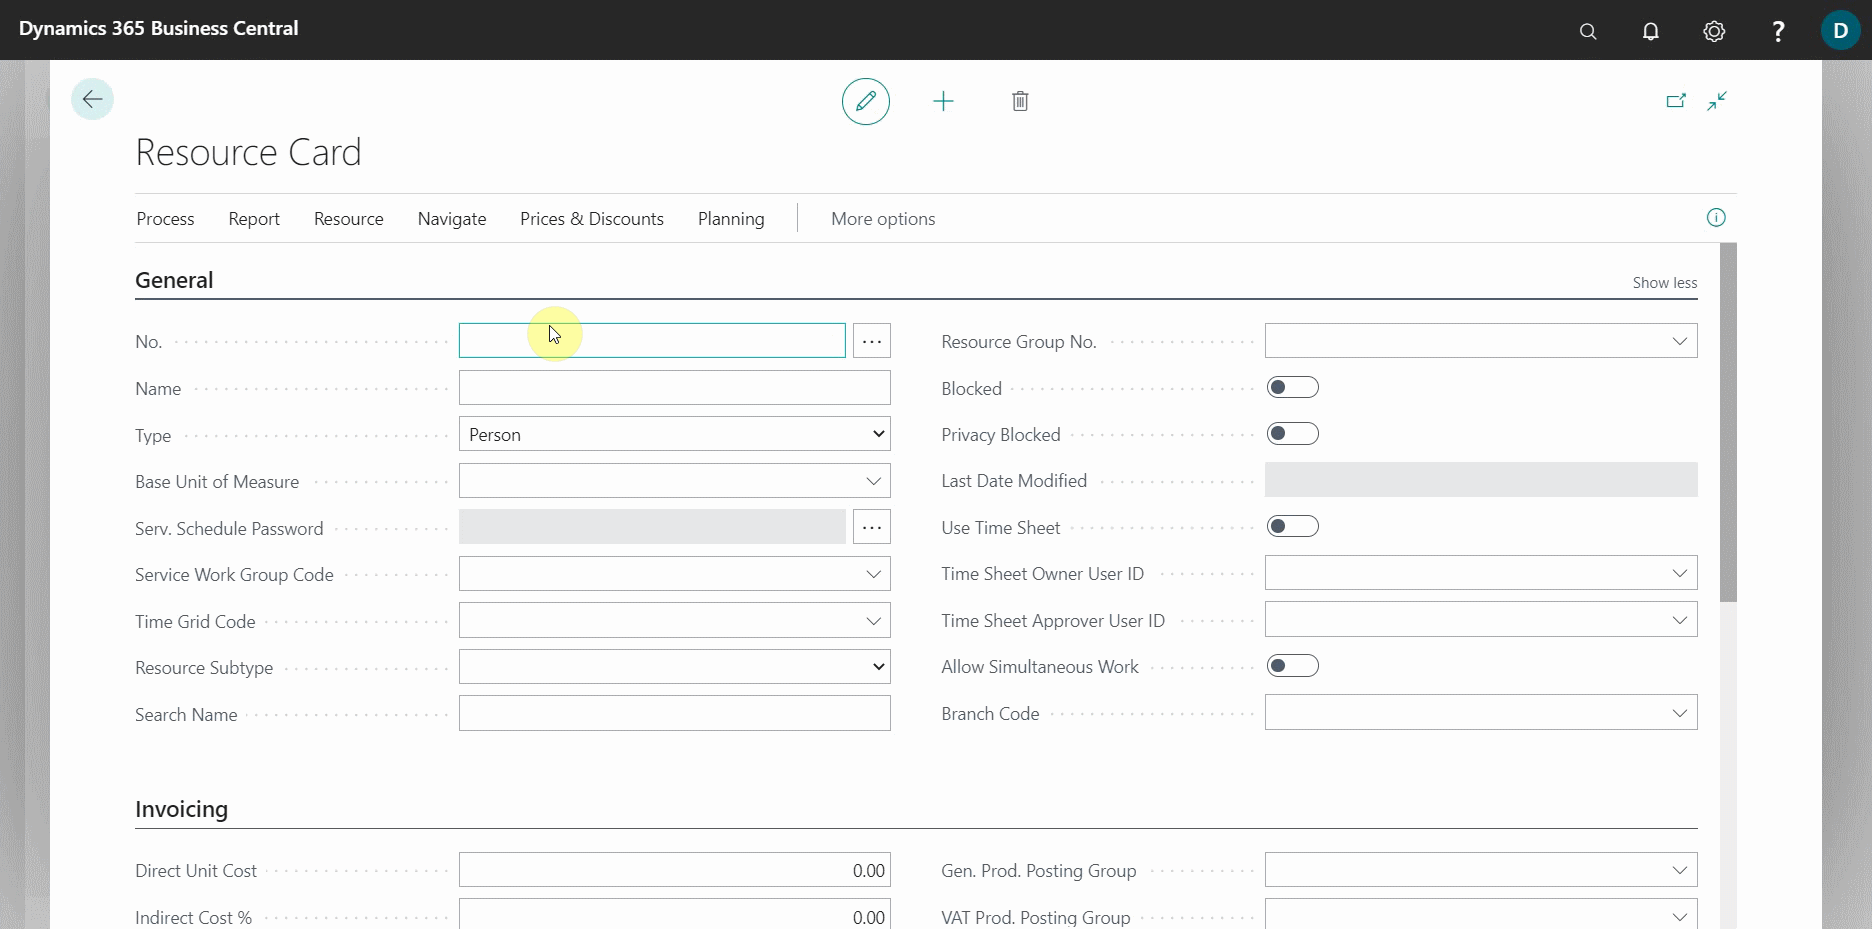 Dynamics 365 Business Central
?
D
Resource Card
Process Report Resource Navigate Prices & Discounts Planning More options
General Show less
No. Resource Group No.
Name Blocked
Type Person Privacy Blocked
Base Unit of Measure Last Date Modified
Serv. Schedule Password Use Time Sheet
Service Work Group Code Time Sheet Owner User ID
Time Grid Code Time Sheet Approver User ID
Resource Subtype Allow Simultaneous Work
Search Name Branch Code
Invoicing
Direct Unit Cost 0.00 Gen. Prod. Posting Group
Indirect Cost % 0.00 VAT Prod. Posting Group